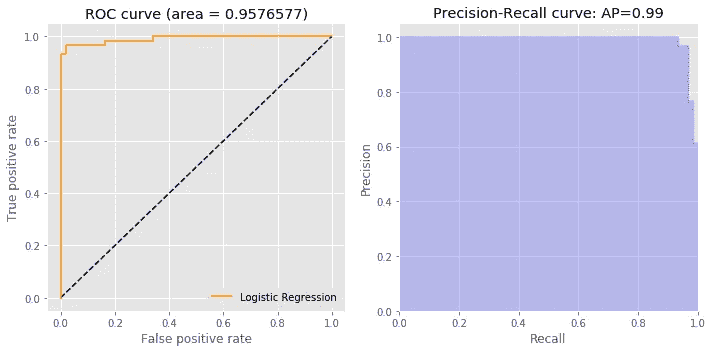 ROC curve (area = 0.9576577)
1.0
0.8
0.6
0.4
0.2
0.0
True positive rate
0.0 0.2 0.4 0.6 0.8 1.0
False positive rate
Logistic Regression
Precision-Recall curve: AP=0.99
1.0
0.8
0.6
0.4
0.2
0.0
Precision
0.0 0.2 0.4 0.6 0.8 1.0
Recall